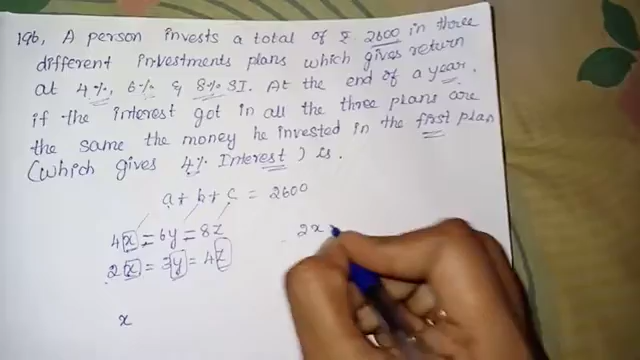 196, A person invests a total of ₹. 2600 in three
different investments plans which gives return
at 4%, 6% & 8% SI. At the end of a year.
if the interest got in all the three plans are
the same the money he invested in the first plan
(which gives 4% Interest) is.
a + b + c = 2600
4x = 6y = 8z
2x = 3y = 4z
2x
x